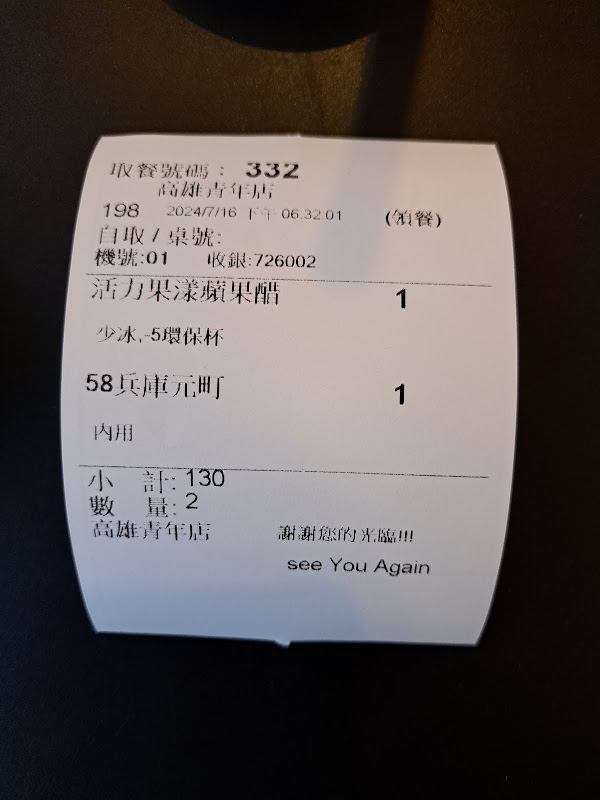 取餐號碼： 332
高雄青年店
198 2024/7/16 下午 06:32:01 (領餐)
自取 / 桌號:
機號:01 收銀:726002
活力果漾蘋果醋 1
少冰,-5環保杯
58兵庫元町 1
內用
小 計: 130
數 量: 2
高雄青年店 謝謝您的光臨!!!
see You Again